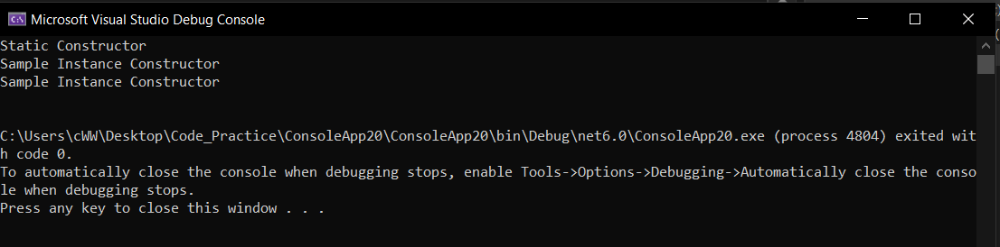 C:\ Microsoft Visual Studio Debug Console
Static Constructor
Sample Instance Constructor
Sample Instance Constructor
C:\Users\cWW\Desktop\Code_Practice\ConsoleApp20\ConsoleApp20\bin\Debug\net6.0\ConsoleApp20.exe (process 4804) exited wit
h code 0.
To automatically close the console when debugging stops, enable Tools->Options->Debugging->Automatically close the conso
le when debugging stops.
Press any key to close this window . . .